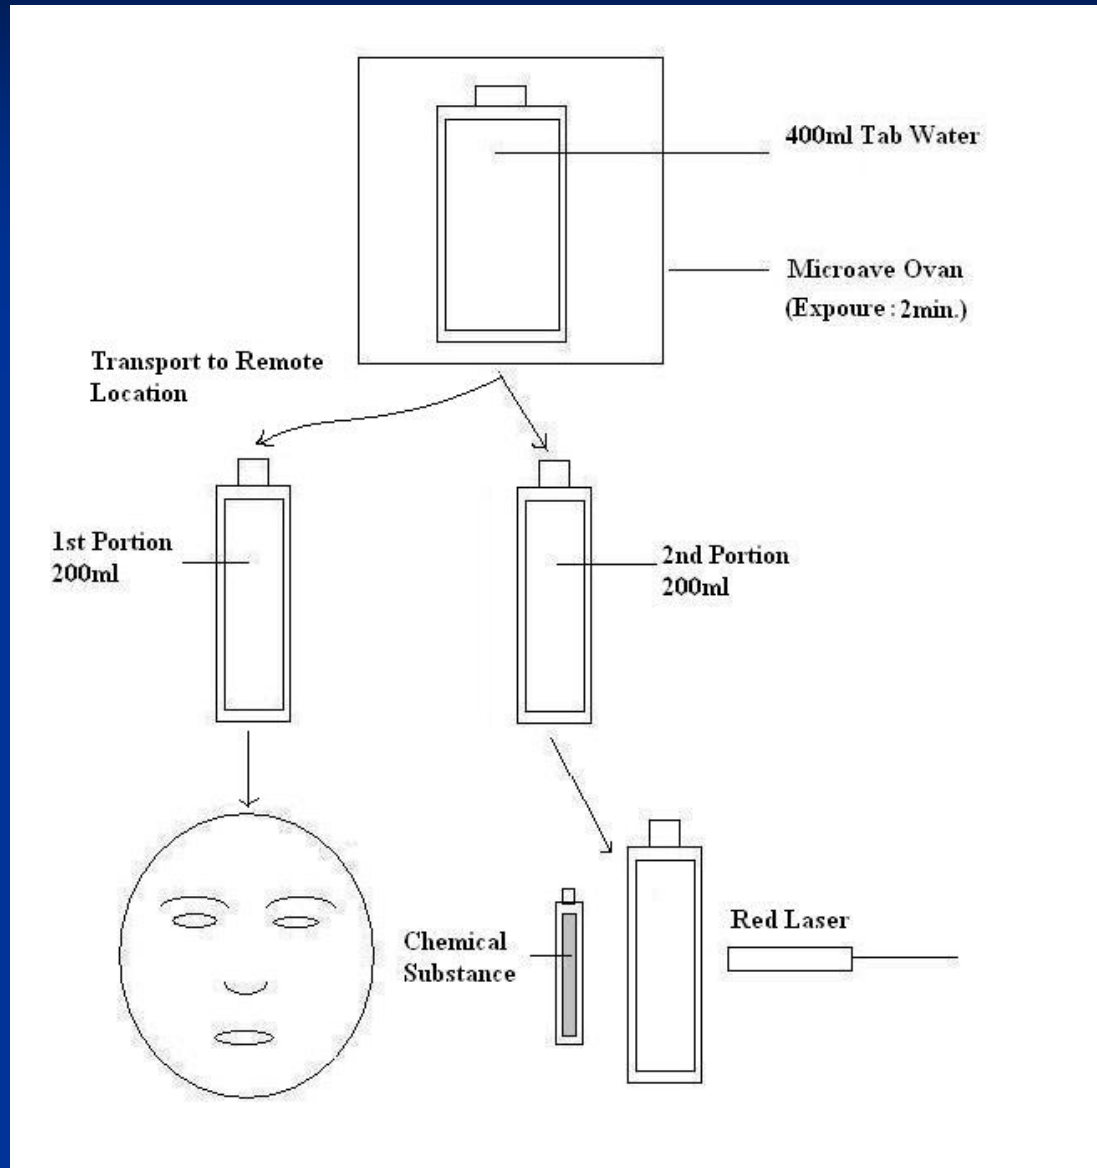 400ml Tab Water
Microave Ovan
(Expoure : 2min.)
Transport to Remote
Location
1st Portion
200ml
2nd Portion
200ml
Chemical
Substance
Red Laser